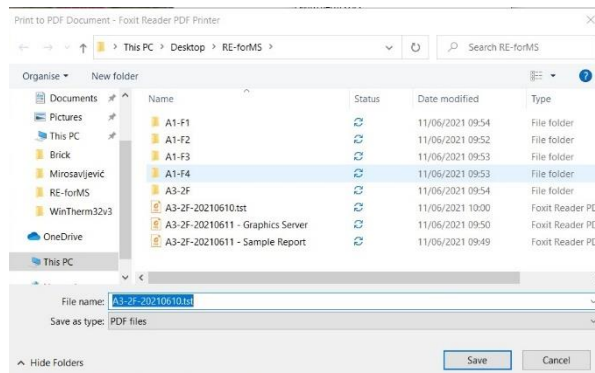 Print to PDF Document - Foxit Reader PDF Printer
This PC > Desktop > RE-forMS >
Search RE-forMS
Organise
New folder
Documents
Pictures
This PC
Brick
Mirosavljević
RE-forMS
WinTherm32v3
OneDrive
This PC
Name Status Date modified Type
A1-F1 11/06/2021 09:54 File folder
A1-F2 11/06/2021 09:52 File folder
A1-F3 11/06/2021 09:53 File folder
A1-F4 11/06/2021 09:53 File folder
A3-2F 11/06/2021 09:54 File folder
A3-2F-20210610.tst 11/06/2021 10:00 Foxit Reader PD
A3-2F-20210611 - Graphics Server 11/06/2021 09:50 Foxit Reader PD
A3-2F-20210611 - Sample Report 11/06/2021 09:49 Foxit Reader PD
File name: A3-2F-20210610.tst
Save as type: PDF files
Hide Folders
Save
Cancel